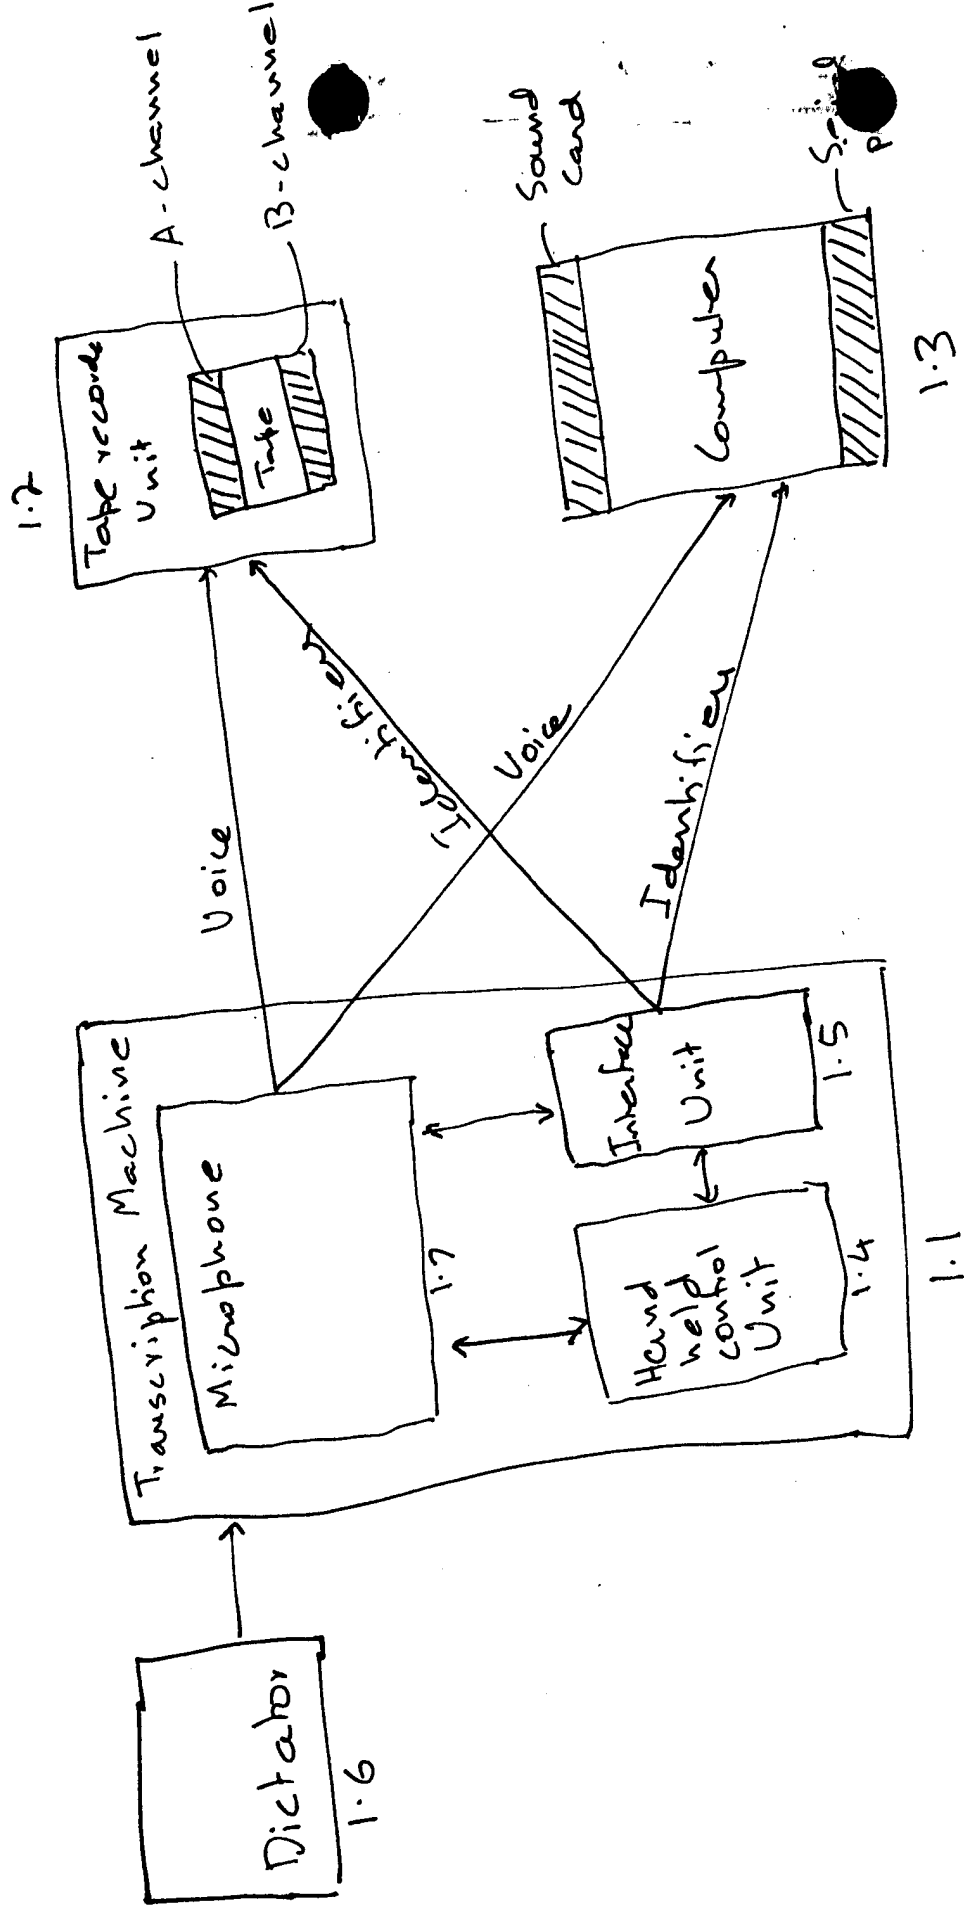 Dictator
1.6
Transcription Machine
Microphone
1.7
Hand
held
control
Unit
1.4
Interface
Unit
1.5
1.1
Voice
Identifier
Voice
Identifier
1.2
Tape records
Unit
Tape
A-channel
B-channel
Sound
card
Computer
1.3